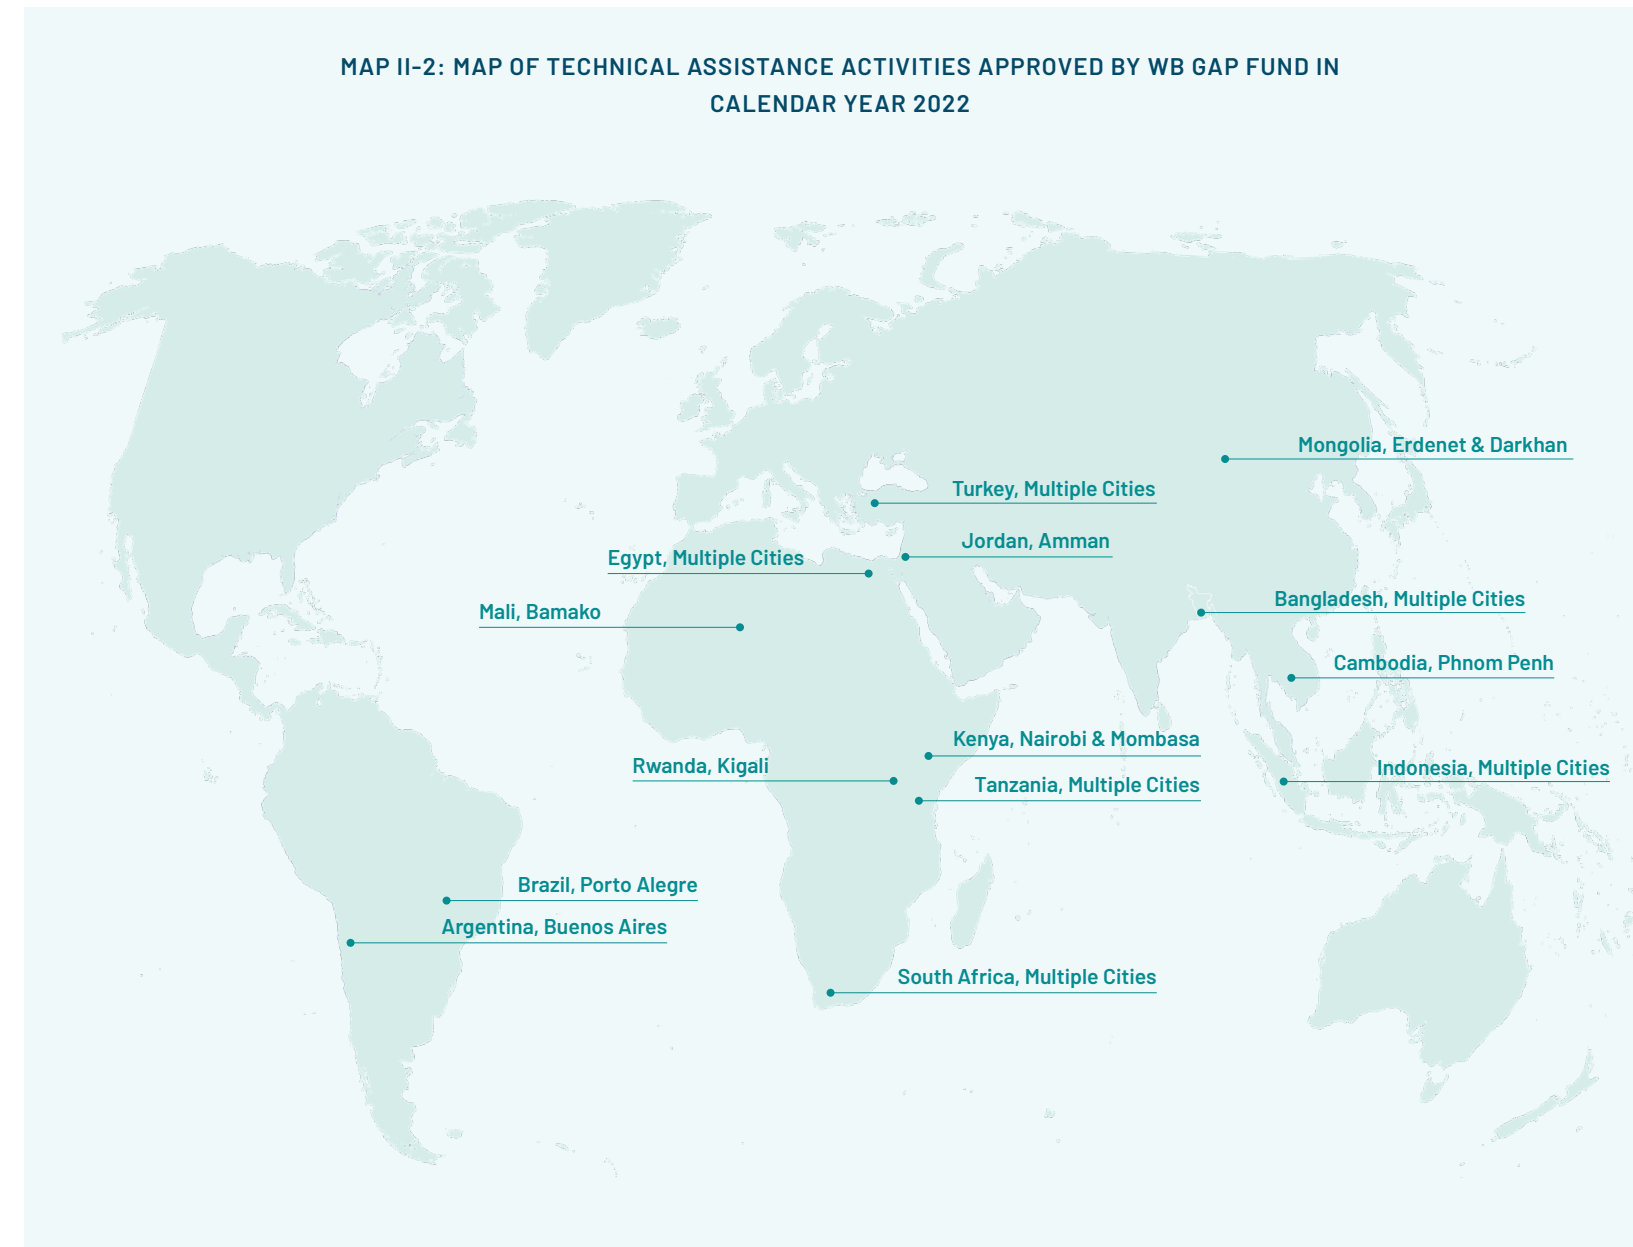 MAP II-2: MAP OF TECHNICAL ASSISTANCE ACTIVITIES APPROVED BY WB GAP FUND IN
CALENDAR YEAR 2022
Mongolia, Erdenet & Darkhan
Turkey, Multiple Cities
Jordan, Amman
Egypt, Multiple Cities
Bangladesh, Multiple Cities
Mali, Bamako
Cambodia, Phnom Penh
Kenya, Nairobi & Mombasa
Rwanda, Kigali
Indonesia, Multiple Cities
Tanzania, Multiple Cities
Brazil, Porto Alegre
Argentina, Buenos Aires
South Africa, Multiple Cities